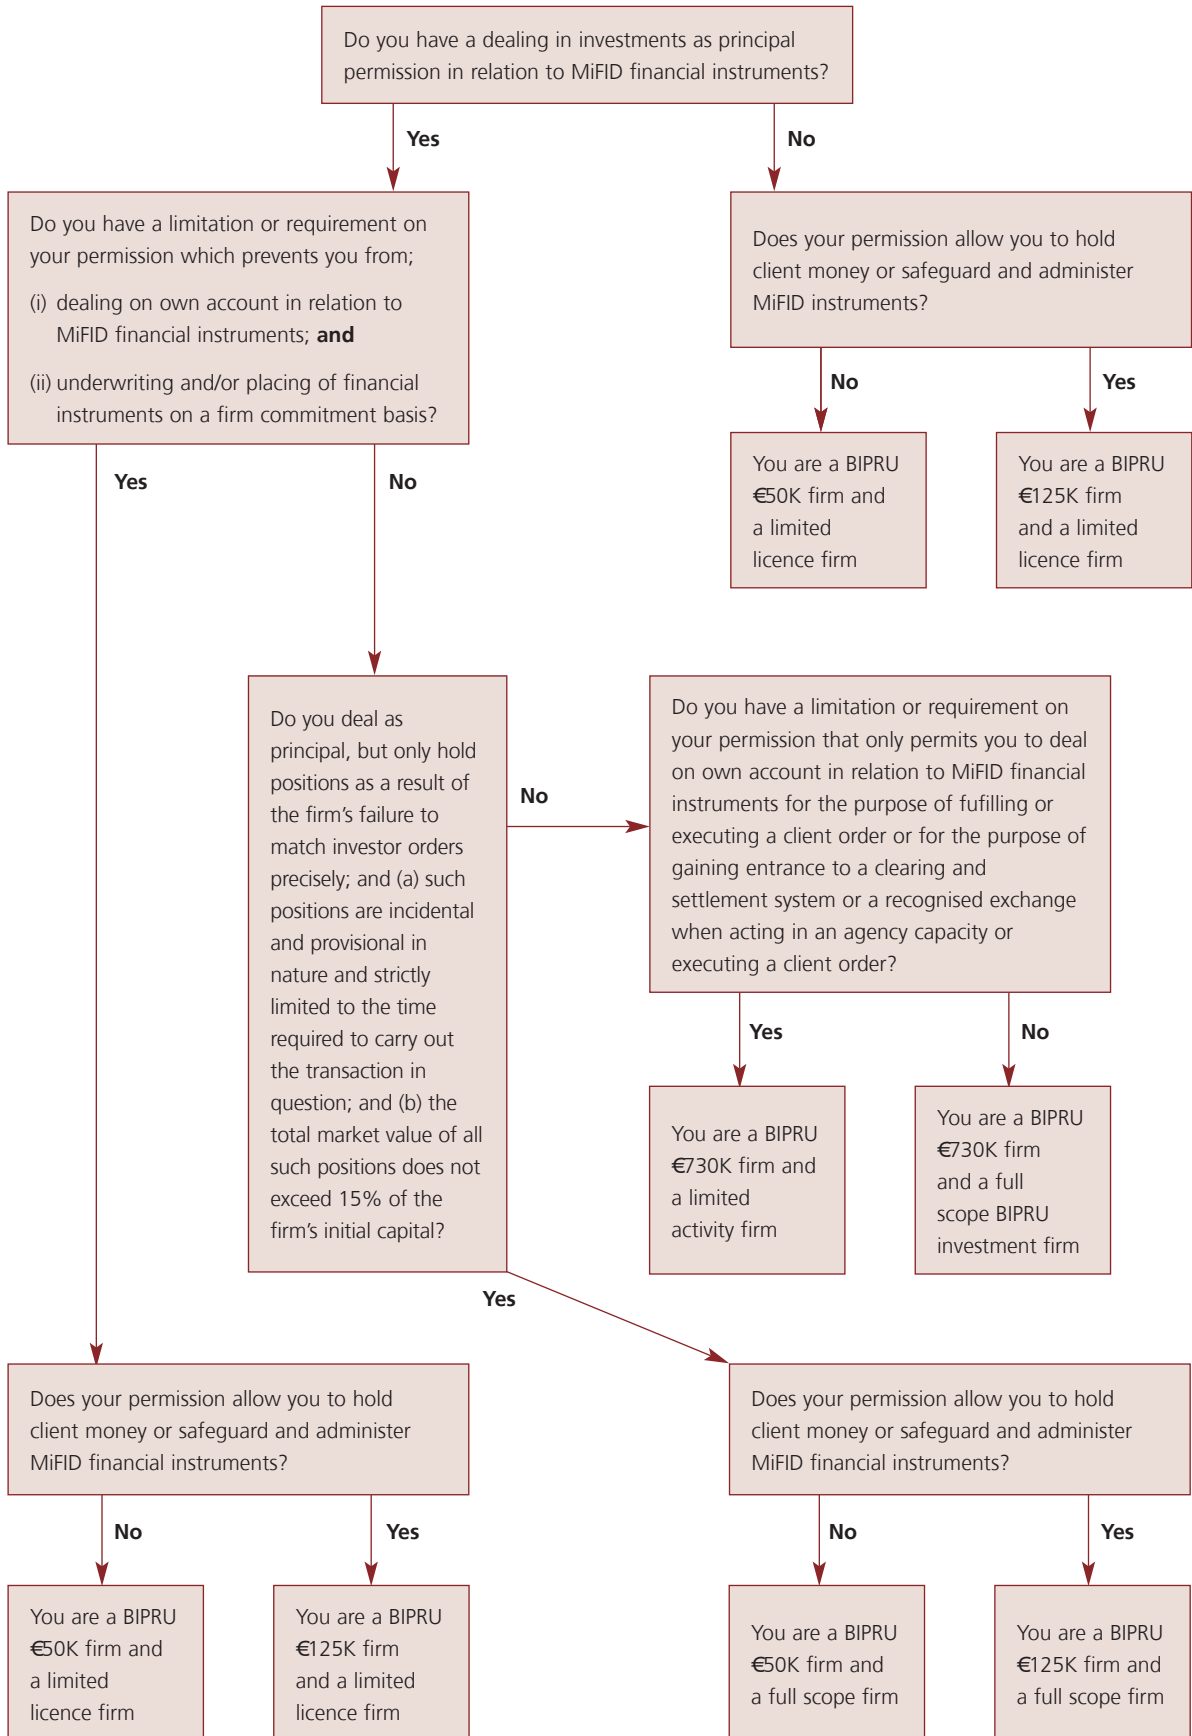 Do you have a dealing in investments as principal
permission in relation to MiFID financial instruments?
Yes
No
Do you have a limitation or requirement on
your permission which prevents you from;
(i) dealing on own account in relation to
MiFID financial instruments; and
(ii) underwriting and/or placing of financial
instruments on a firm commitment basis?
Does your permission allow you to hold
client money or safeguard and administer
MiFID instruments?
No
Yes
You are a BIPRU
€50K firm and
a limited
licence firm
You are a BIPRU
€125K firm
and a limited
licence firm
Yes
No
Do you deal as
principal, but only hold
positions as a result of
the firm's failure to
match investor orders
precisely; and (a) such
positions are incidental
and provisional in
nature and strictly
limited to the time
required to carry out
the transaction in
question; and (b) the
total market value of all
such positions does not
exceed 15% of the
firm's initial capital?
No
Do you have a limitation or requirement on
your permission that only permits you to deal
on own account in relation to MiFID financial
instruments for the purpose of fufilling or
executing a client order or for the purpose of
gaining entrance to a clearing and
settlement system or a recognised exchange
when acting in an agency capacity or
executing a client order?
Yes
No
You are a BIPRU
€730K firm and
a limited
activity firm
You are a BIPRU
€730K firm
and a full
scope BIPRU
investment firm
Yes
Does your permission allow you to hold
client money or safeguard and administer
MiFID financial instruments?
No
Yes
You are a BIPRU
€50K firm and
a limited
licence firm
You are a BIPRU
€125K firm
and a limited
licence firm
Does your permission allow you to hold
client money or safeguard and administer
MiFID financial instruments?
No
Yes
You are a BIPRU
€50K firm and
a full scope firm
You are a BIPRU
€125K firm and
a full scope firm